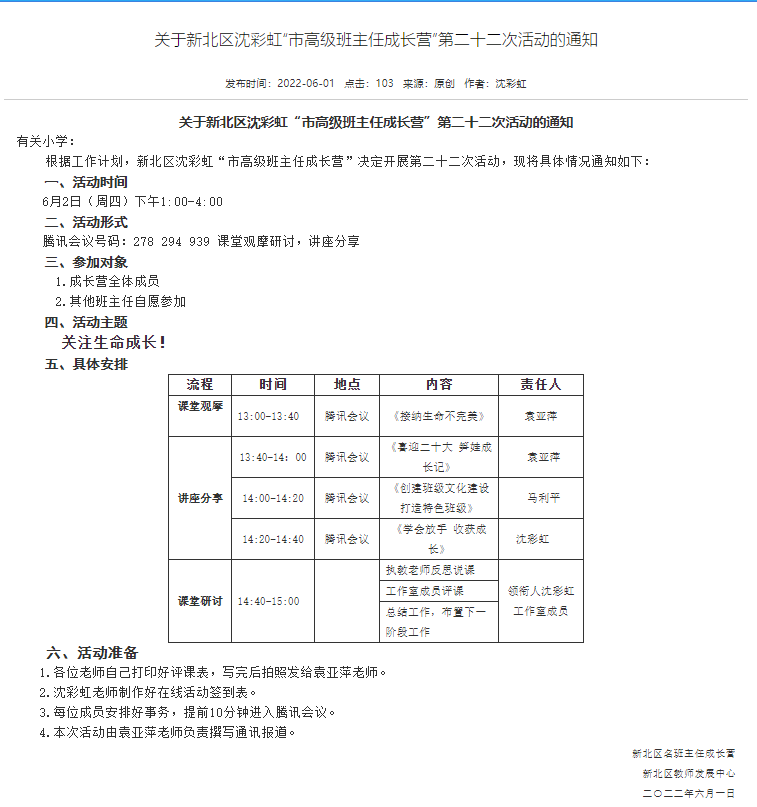 关于新北区沈彩虹“市高级班主任成长营”第二十二次活动的通知
发布时间：2022-06-01 点击：103 来源：原创 作者：沈彩虹
关于新北区沈彩虹“市高级班主任成长营”第二十二次活动的通知
有关小学：
根据工作计划，新北区沈彩虹“市高级班主任成长营”决定开展第二十二次活动，现将具体情况通知如下：
一、活动时间
6月2日（周四）下午1:00-4:00
二、活动形式
腾讯会议号码：278 294 939 课堂观摩研讨，讲座分享
三、参加对象
1.成长营全体成员
2.其他班主任自愿参加
四、活动主题
关注生命成长！
五、具体安排
流程 时间 地点 内容 责任人
课堂观摩 13:00-13:40 腾讯会议 《接纳生命不完美》 袁亚萍
讲座分享 13:40-14：00 腾讯会议 《喜迎二十大 笋娃成
长记》 袁亚萍
14:00-14:20 腾讯会议 《创建班级文化建设
打造特色班级》 马利平
14:20-14:40 腾讯会议 《学会放手 收获成
长》 沈彩虹
课堂研讨 14:40-15:00 执教老师反思说课
工作室成员评课
总结工作，布置下一
阶段工作
领衔人沈彩虹
工作室成员
六、活动准备
1.各位老师自己打印好评课表，写完后拍照发给袁亚萍老师。
2.沈彩虹老师制作好在线活动签到表。
3.每位成员安排好事务，提前10分钟进入腾讯会议。
4.本次活动由袁亚萍老师负责撰写通讯报道。
新北区名班主任成长营
新北区教师发展中心
二〇二二年六月一日